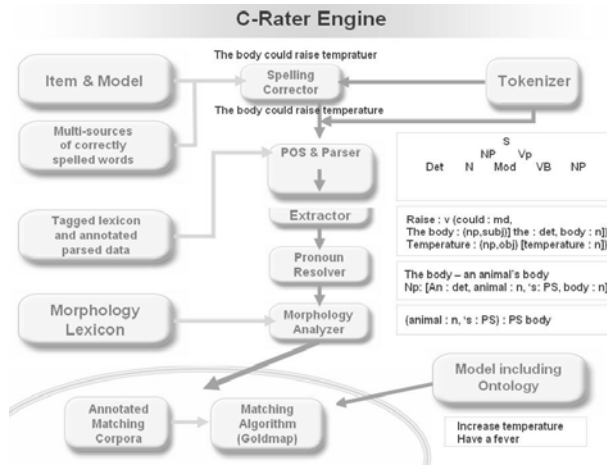 C-Rater Engine
The body could raise tempratuer
Item & Model
Spelling
Corrector
Tokenizer
The body could raise temperature
Multi-sources
of correctly
spelled words
POS & Parser
S
NP Vp
Det N Mod VB NP
Tagged lexicon
and annotated
parsed data
Extractor
Raise : v (could : md,
The body : (np,subj)] the : det, body : n])
Temperature : (np,obj) [temperature : n])
Pronoun
Resolver
The body – an animal's body
Np: [An : det, animal : n, 's: PS, body : n]
Morphology
Lexicon
Morphology
Analyzer
(animal : n, 's : PS) : PS body
Model including
Ontology
Annotated
Matching
Corpora
Matching
Algorithm
(Goldmap)
Increase temperature
Have a fever